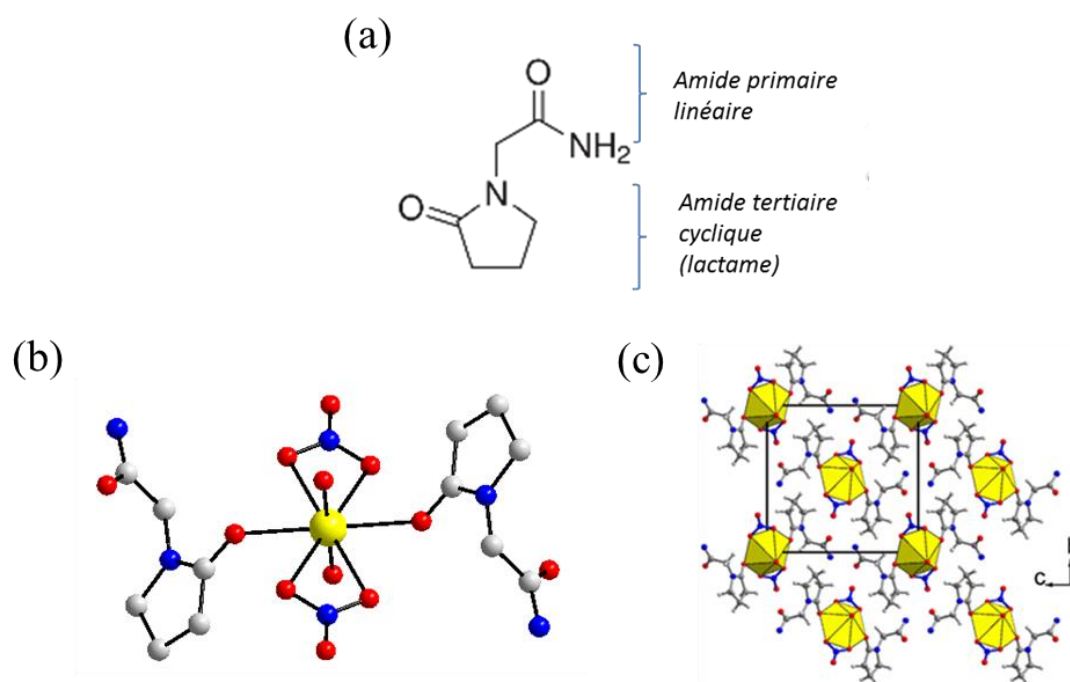 (a)
O
Amide primaire
linéaire
NH2
N
O
Amide tertiaire
cyclique
(lactame)
(b)
(c)
c